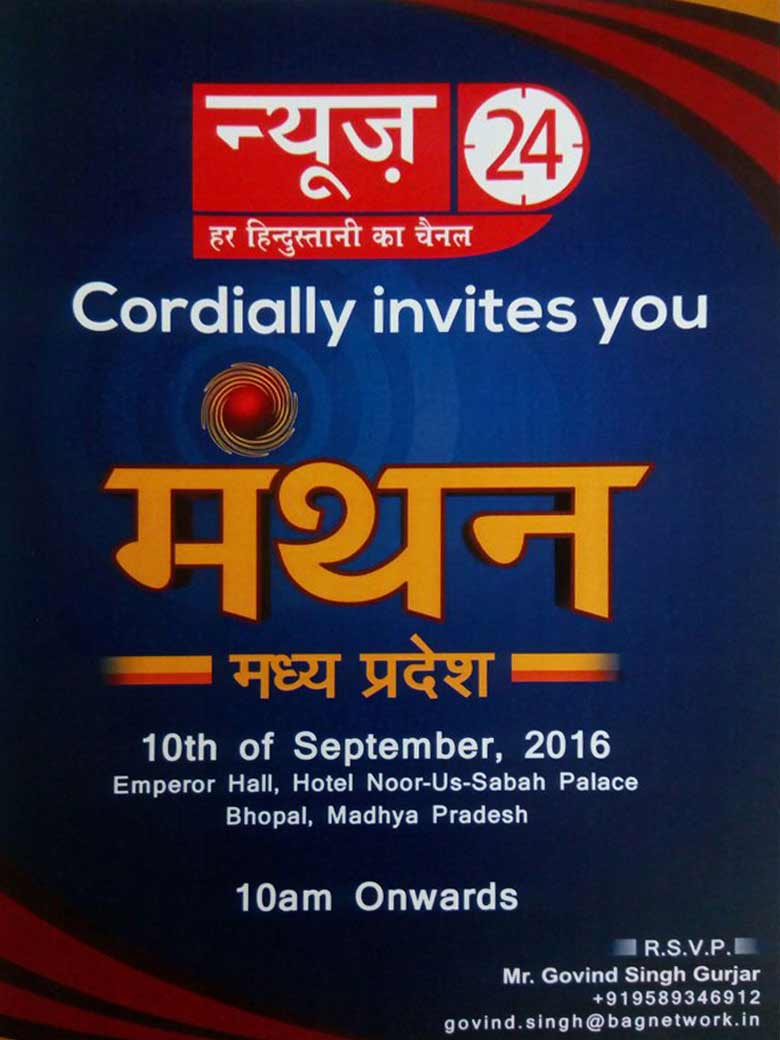 न्यूज़ 24
हर हिन्दुस्तानी का चैनल
Cordially invites you
मंथन
मध्य प्रदेश
10th of September, 2016
Emperor Hall, Hotel Noor-Us-Sabah Palace
Bhopal, Madhya Pradesh
10am Onwards
R.S.V.P.
Mr. Govind Singh Gurjar
+919589346912
govind.singh@bagnetwork.in